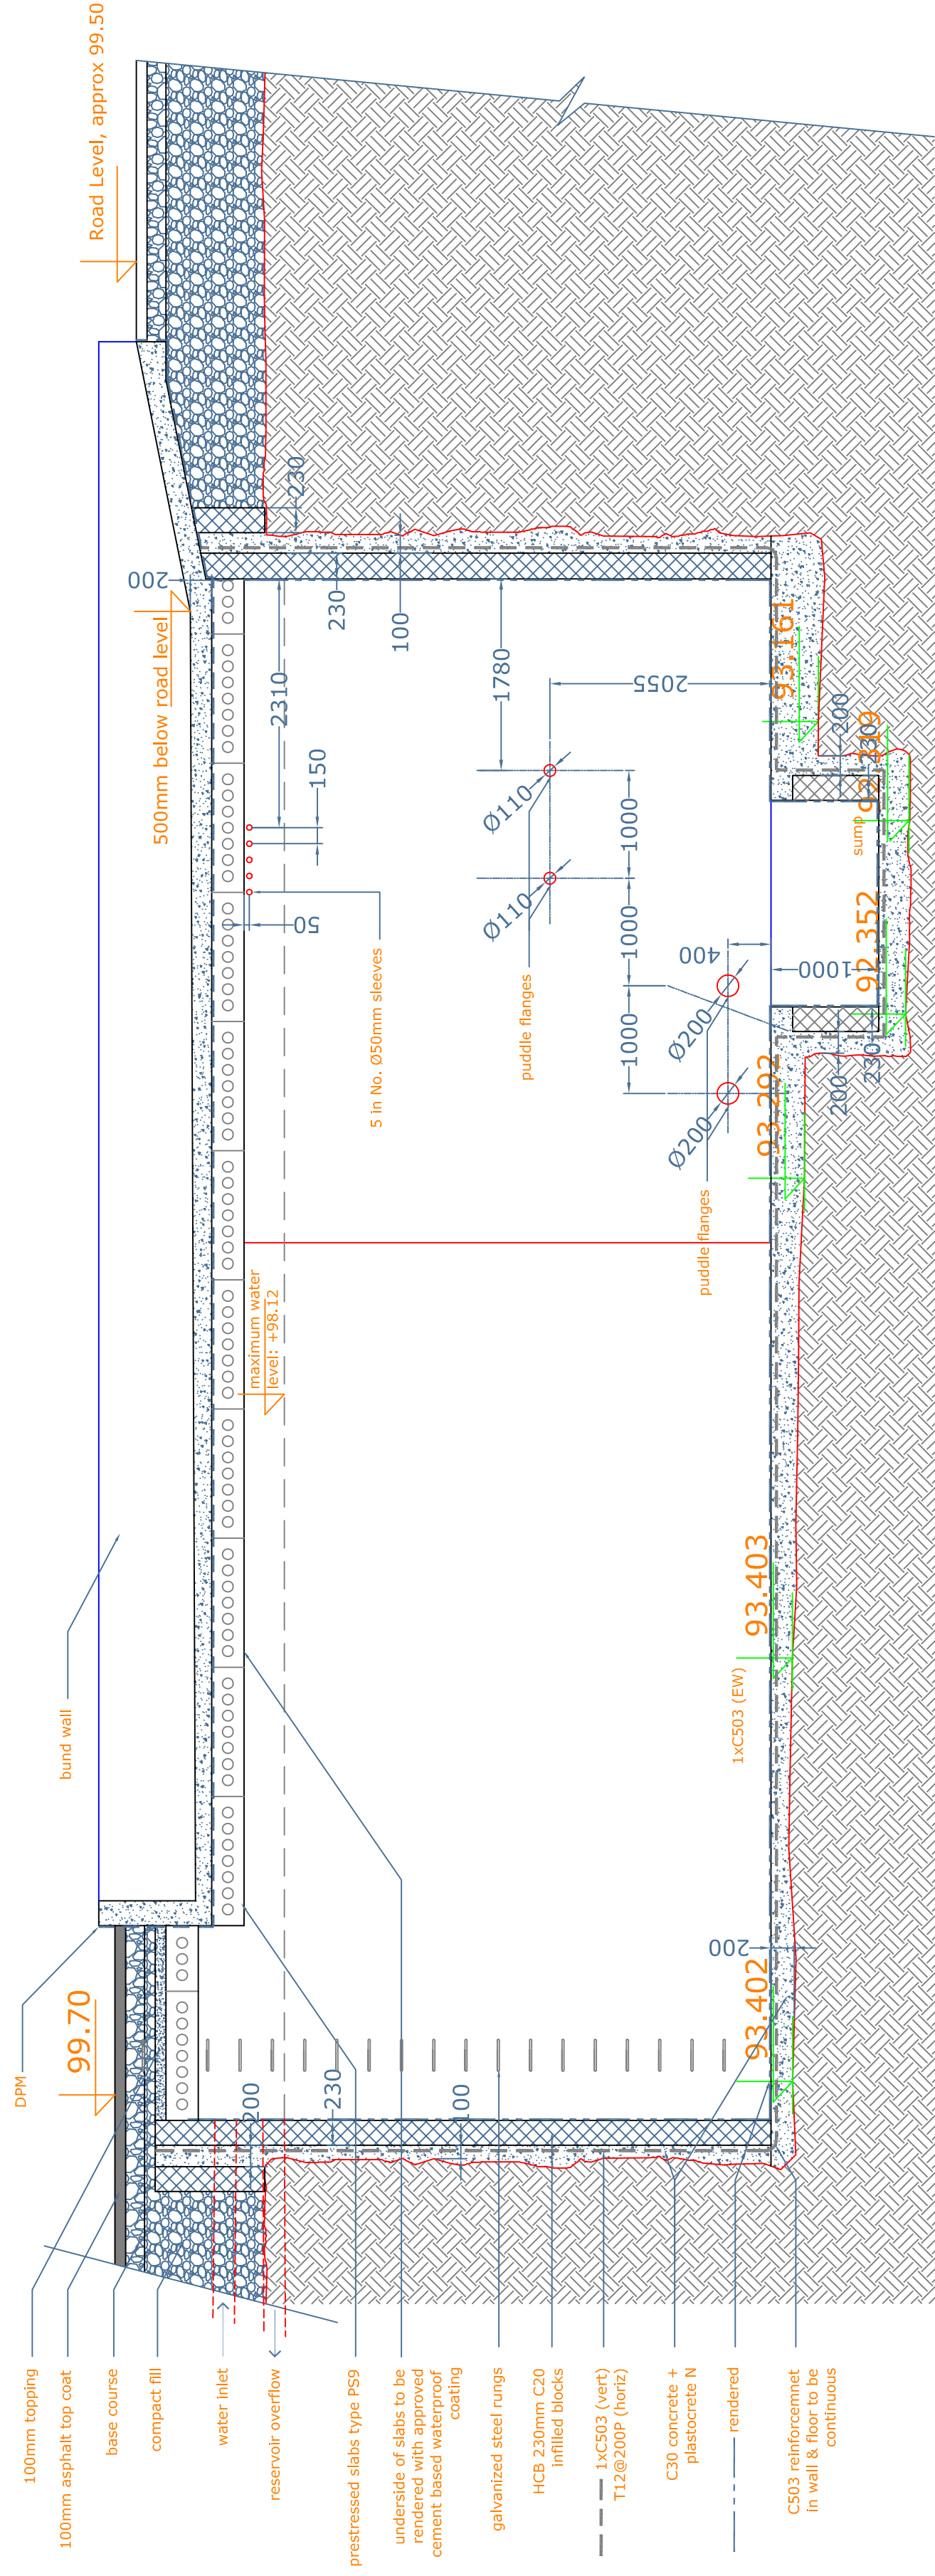 100mm topping
100mm asphalt top coat
base course
compact fill
water inlet
reservoir overflow
prestressed slabs type PS9
underside of slabs to be
rendered with approved
cement based waterproof
coating
galvanized steel rungs
HCB 230mm C20
infilled blocks
1xC503 (vert)
T12@200P (horiz)
C30 concrete +
plastocrete N
rendered
C503 reinforcemnet
in wall & floor to be
continuous
DPM
99.70
200
230
100
93.402
200
bund wall
1xC503 (EW)
93.403
maximum water
level: +98.12
puddle flanges
93.292
Ø200
Ø200
1000
1000
1000
400
200
230
5 in No. Ø50mm sleeves
puddle flanges
50
Ø110
Ø110
92.352
1000
sump
150
2310
1780
2055
93.161
200
230
92.319
500mm below road level
200
230
100
230
Road Level, approx 99.50